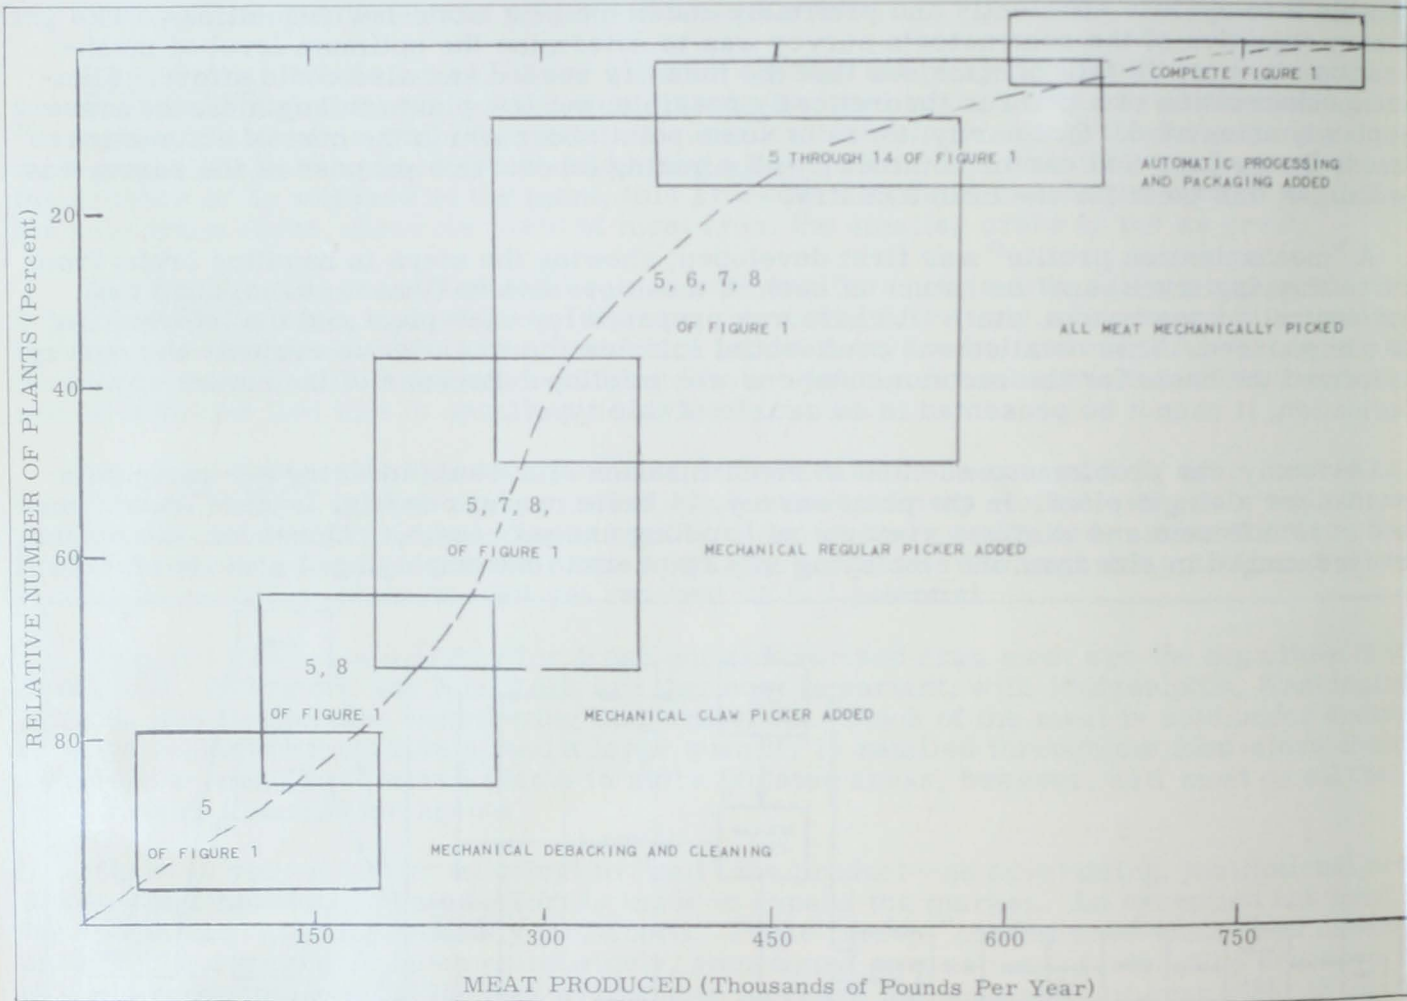 COMPLETE FIGURE 1
5 THROUGH 14 OF FIGURE 1
AUTOMATIC PROCESSING
AND PACKAGING ADDED
20
5, 6, 7, 8
OF FIGURE 1
ALL MEAT MECHANICALLY PICKED
40
5, 7, 8,
OF FIGURE 1
MECHANICAL REGULAR PICKER ADDED
60
5, 8
OF FIGURE 1
MECHANICAL CLAW PICKER ADDED
80
5
OF FIGURE 1
MECHANICAL DEBACKING AND CLEANING
RELATIVE NUMBER OF PLANTS (Percent)
150 300 450 600 750
MEAT PRODUCED (Thousands of Pounds Per Year)